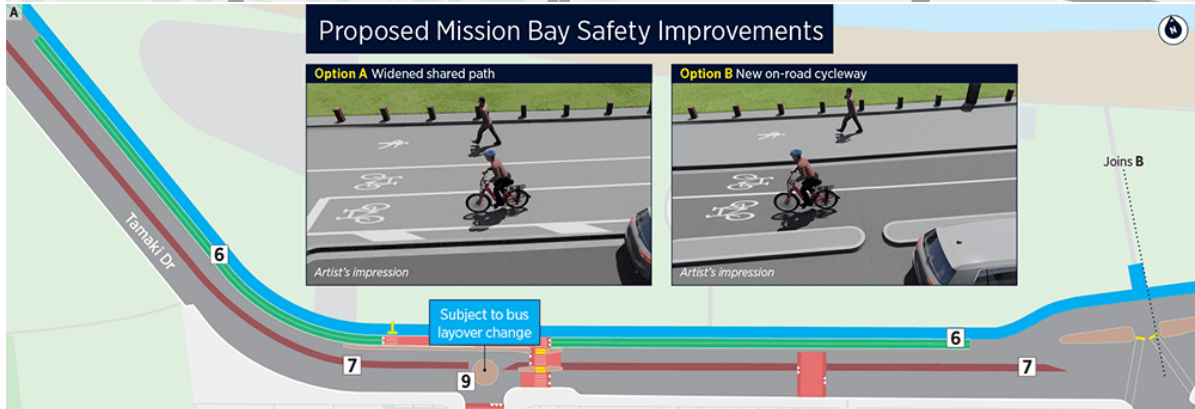 A
Proposed Mission Bay Safety Improvements
N
Option A Widened shared path
Artist's impression
Option B New on-road cycleway
Artist's impression
Joins B
Tamaki Dr
6
Subject to bus
layover change
6
7
9
7